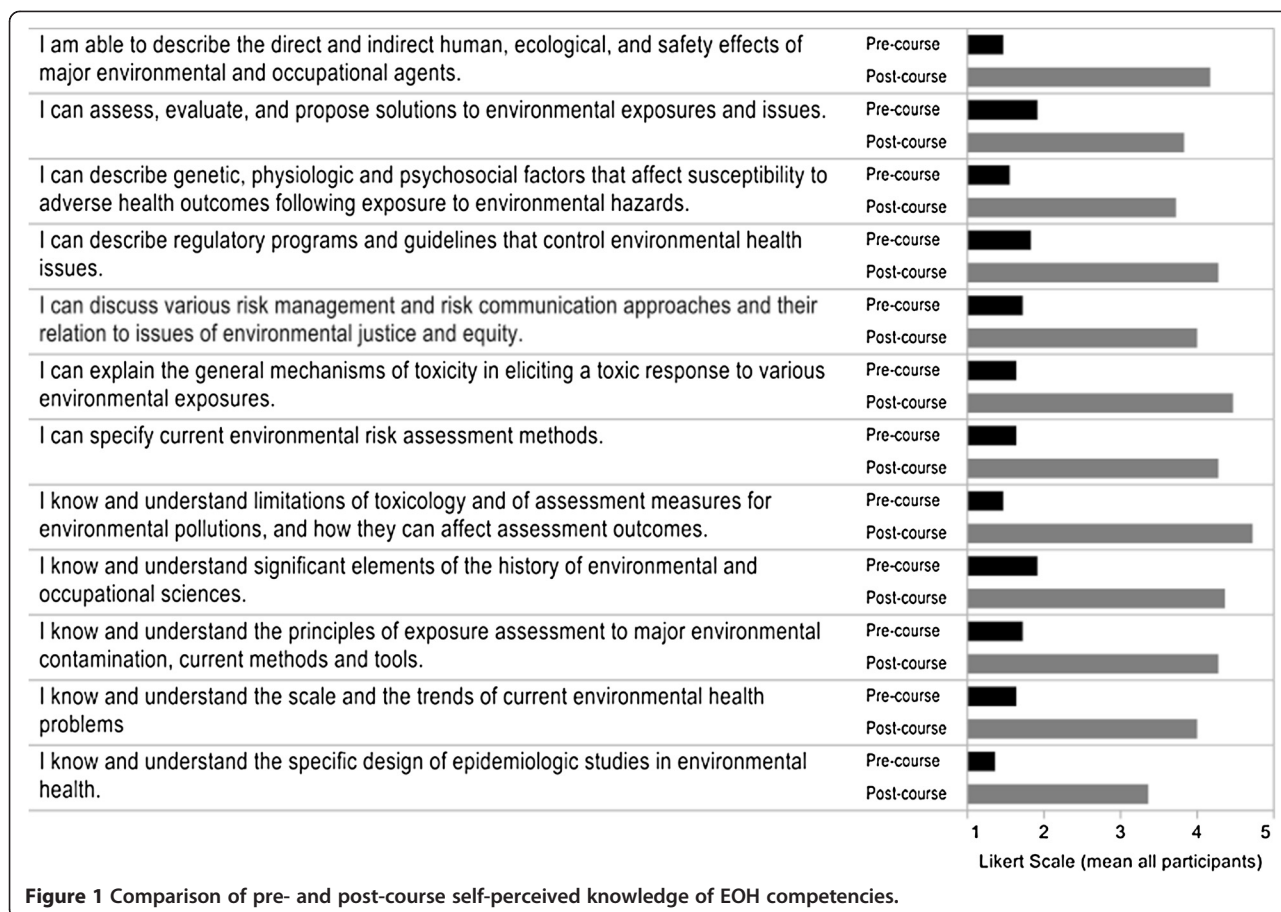 I am able to describe the direct and indirect human, ecological, and safety effects of
major environmental and occupational agents.
Pre-course
Post-course
I can assess, evaluate, and propose solutions to environmental exposures and issues.
Pre-course
Post-course
I can describe genetic, physiologic and psychosocial factors that affect susceptibility to
adverse health outcomes following exposure to environmental hazards.
Pre-course
Post-course
I can describe regulatory programs and guidelines that control environmental health
issues.
Pre-course
Post-course
I can discuss various risk management and risk communication approaches and their
relation to issues of environmental justice and equity.
Pre-course
Post-course
I can explain the general mechanisms of toxicity in eliciting a toxic response to various
environmental exposures.
Pre-course
Post-course
I can specify current environmental risk assessment methods.
Pre-course
Post-course
I know and understand limitations of toxicology and of assessment measures for
environmental pollutions, and how they can affect assessment outcomes.
Pre-course
Post-course
I know and understand significant elements of the history of environmental and
occupational sciences.
Pre-course
Post-course
I know and understand the principles of exposure assessment to major environmental
contamination, current methods and tools.
Pre-course
Post-course
I know and understand the scale and the trends of current environmental health
problems
Pre-course
Post-course
I know and understand the specific design of epidemiologic studies in environmental
health.
Pre-course
Post-course
1 2 3 4 5
Likert Scale (mean all participants)
Figure 1 Comparison of pre- and post-course self-perceived knowledge of EOH competencies.